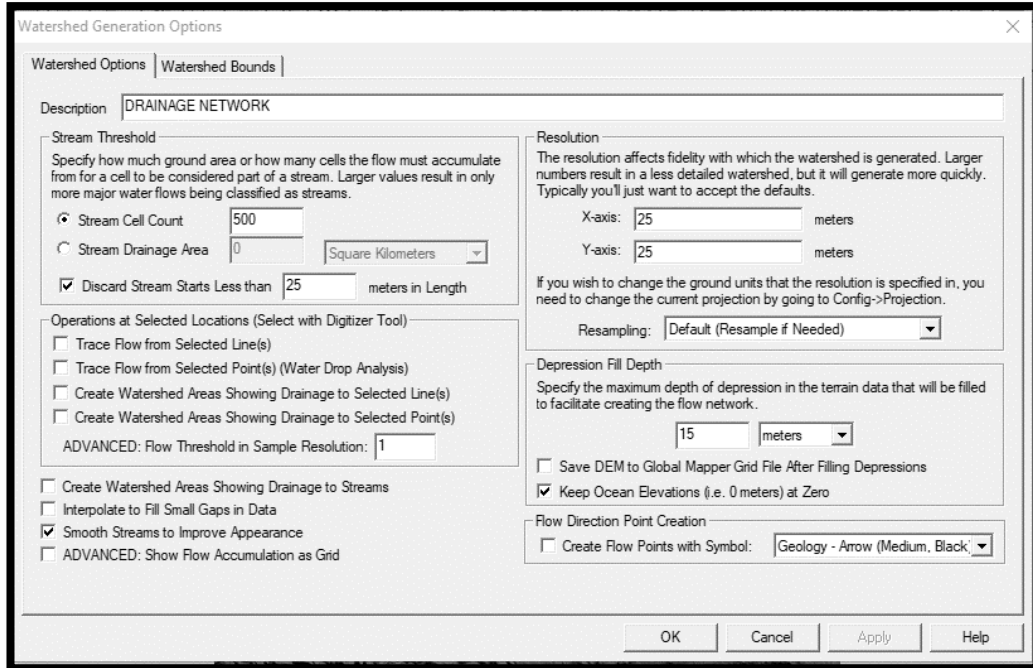 Watershed Generation Options
Watershed Options
Watershed Bounds
Description DRAINAGE NETWORK
Stream Threshold
Specify how much ground area or how many cells the flow must accumulate
from for a cell to be considered part of a stream. Larger values result in only
more major water flows being classified as streams.
Stream Cell Count 500
Stream Drainage Area 0 Square Kilometers
Discard Stream Starts Less than 25 meters in Length
Operations at Selected Locations (Select with Digitizer Tool)
Trace Flow from Selected Line(s)
Trace Flow from Selected Point(s) (Water Drop Analysis)
Create Watershed Areas Showing Drainage to Selected Line(s)
Create Watershed Areas Showing Drainage to Selected Point(s)
ADVANCED: Flow Threshold in Sample Resolution: 1
Create Watershed Areas Showing Drainage to Streams
Interpolate to Fill Small Gaps in Data
Smooth Streams to Improve Appearance
ADVANCED: Show Flow Accumulation as Grid
Resolution
The resolution affects fidelity with which the watershed is generated. Larger
numbers result in a less detailed watershed, but it will generate more quickly.
Typically you'll just want to accept the defaults.
X-axis: 25 meters
Y-axis: 25 meters
If you wish to change the ground units that the resolution is specified in, you
need to change the current projection by going to Config->Projection.
Resampling: Default (Resample if Needed)
Depression Fill Depth
Specify the maximum depth of depression in the terrain data that will be filled
to facilitate creating the flow network.
15 meters
Save DEM to Global Mapper Grid File After Filling Depressions
Keep Ocean Elevations (i.e. 0 meters) at Zero
Flow Direction Point Creation
Create Flow Points with Symbol: Geology - Arrow (Medium, Black)
OK
Cancel
Apply
Help